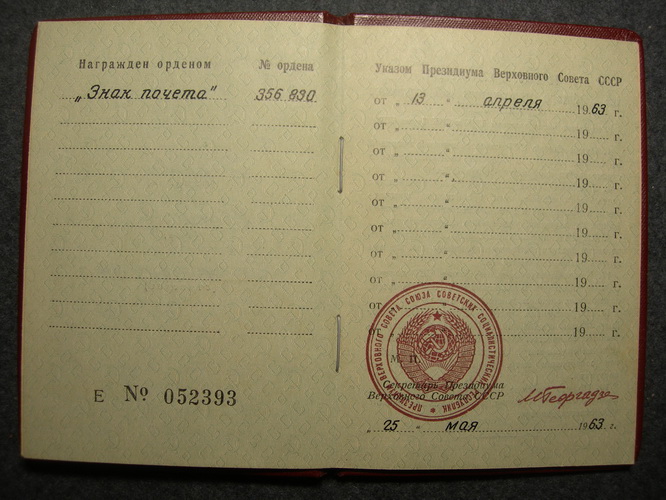 Награжден орденом № ордена
„Знак почета" 356 830
Е № 052393
Указом Президиума Верховного Совета СССР
от „ 13 “ апреля 1963 г.
от „ “ 19 г.
от „ “ 19 г.
от „ “ 19 г.
от „ “ 19 г.
от „ “ 19 г.
от „ “ 19 г.
от „ “ 19 г.
от „ “ 19 г.
от „ “ 19 г.
М. П.
ПРЕЗИДИУМ ВЕРХОВНОГО СОВЕТА СОЮЗА СОВЕТСКИХ СОЦИАЛИСТИЧЕСКИХ РЕСПУБЛИК
Секретарь Президиума
Верховного Совета СССР
„ 25 “ мая 1963 г.